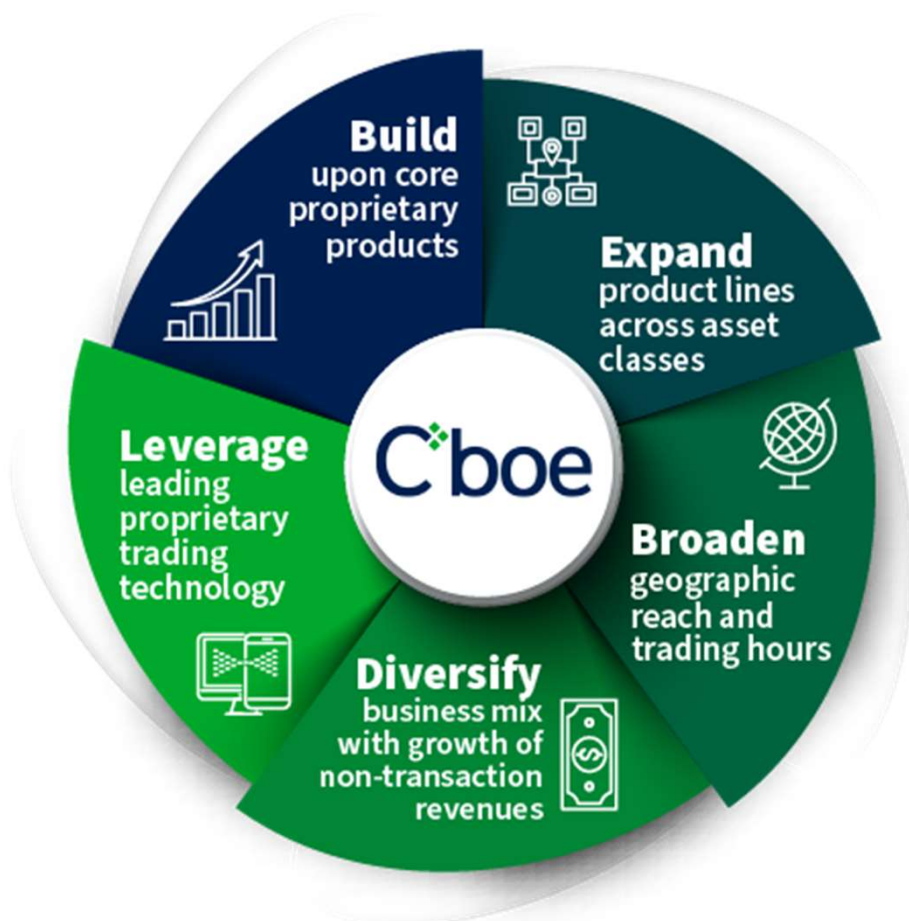 Build
upon core
proprietary
products
Expand
product lines
across asset
classes
Broaden
geographic
reach and
trading hours
Diversify
business mix
with growth of
non-transaction
revenues
Leverage
leading
proprietary
trading
technology
Cboe